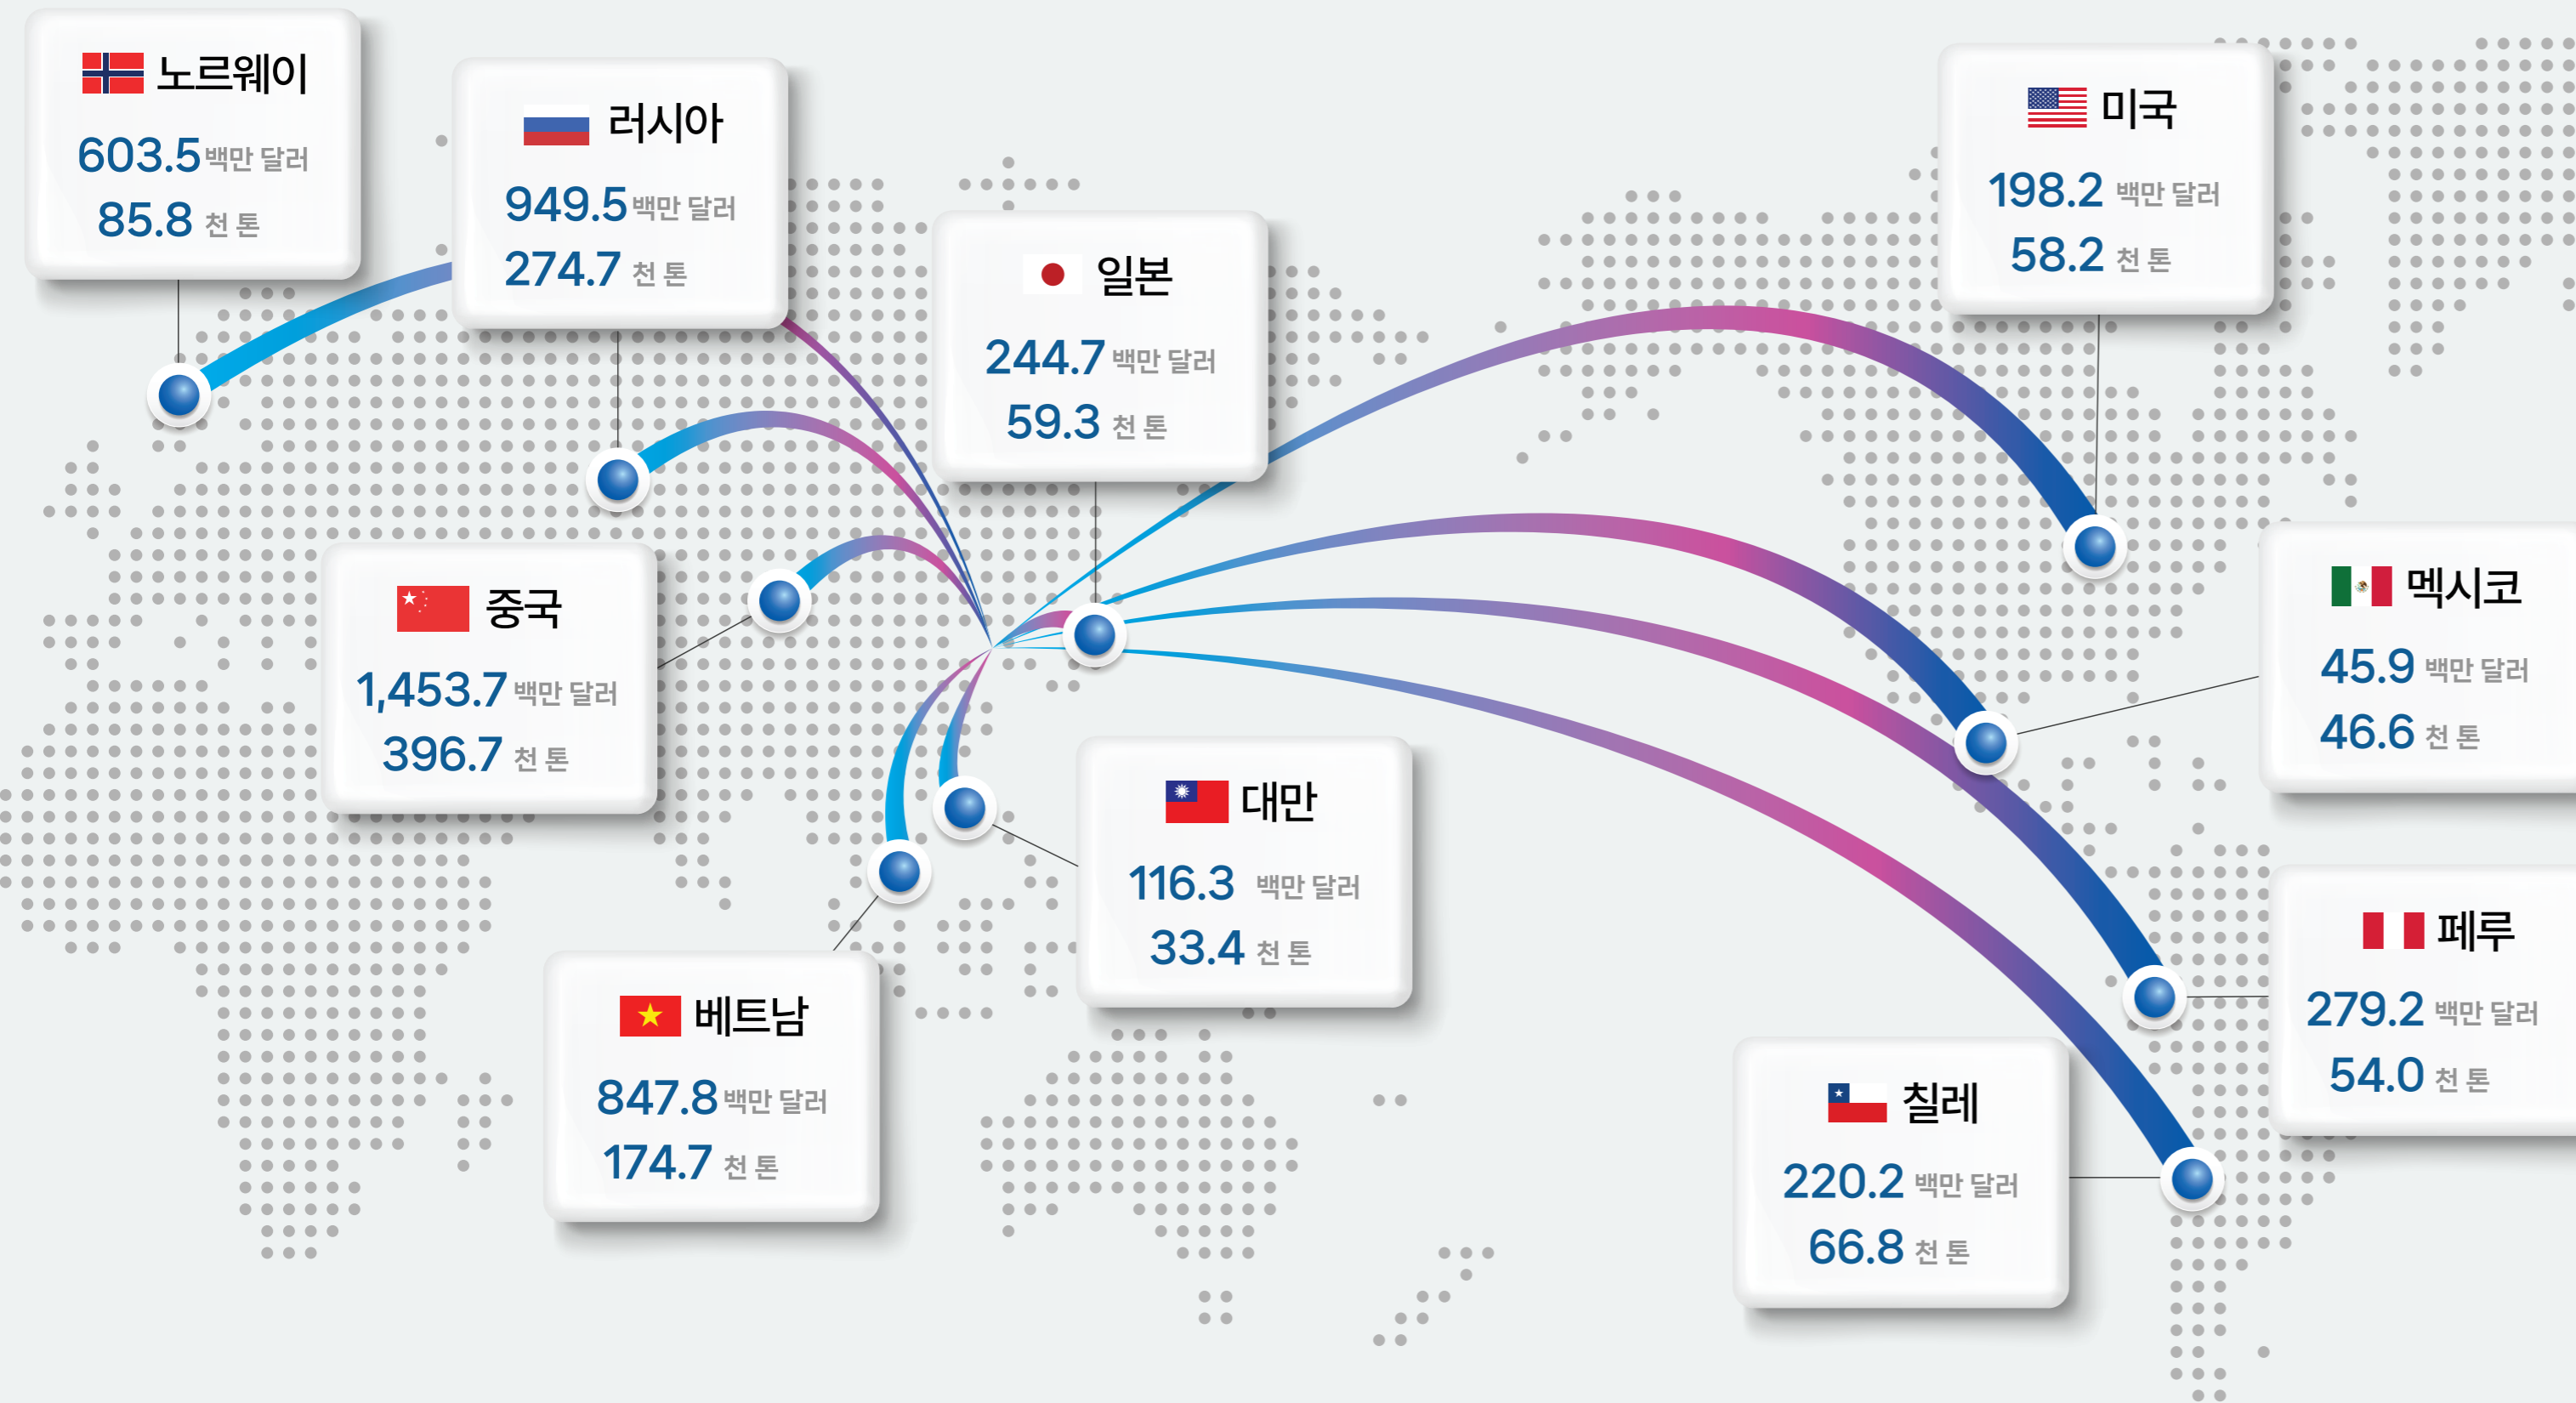 노르웨이
603.5백만 달러
85.8 천 톤
러시아
949.5백만 달러
274.7 천 톤
일본
244.7 백만 달러
59.3 천 톤
미국
198.2 백만 달러
58.2 천 톤
중국
1,453.7 백만 달러
396.7 천 톤
멕시코
45.9 백만 달러
46.6 천 톤
대만
116.3 백만 달러
33.4 천 톤
페루
279.2 백만 달러
54.0 천 톤
베트남
847.8 백만 달러
174.7 천 톤
칠레
220.2 백만 달러
66.8 천 톤